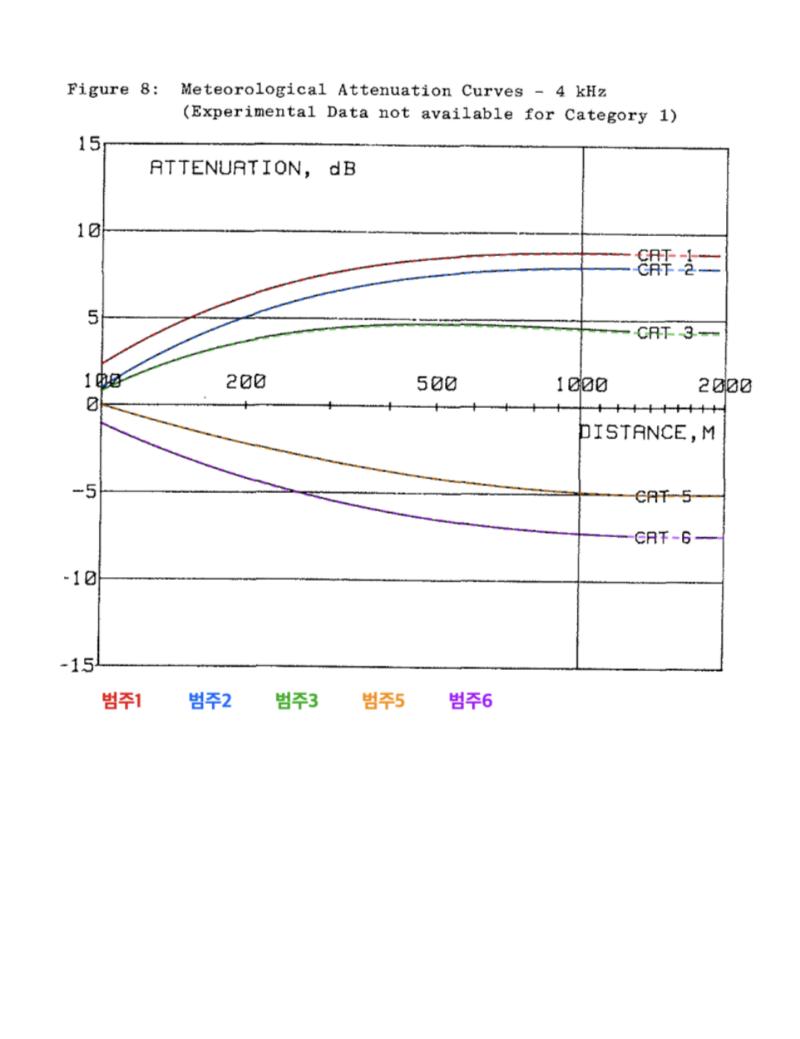 Figure 8: Meteorological Attenuation Curves - 4 kHz
(Experimental Data not available for Category 1)
15
ATTENUATION, dB
10
CAT 1
CAT 2
5
CAT 3
100 200 500 1000 2000
0
DISTANCE, M
-5
CAT 5
CAT 6
-10
-15
범주1 범주2 범주3 범주5 범주6